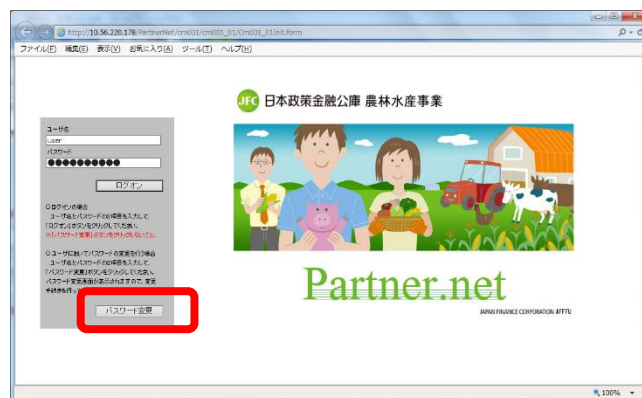 http://10.56.220.178/PartnerNet/cm001/cm001_01/Cm001_01Init.form
ファイル(F) 編集(E) 表示(V) お気に入り(A) ツール(T) ヘルプ(H)
JFC 日本政策金融公庫 農林水産事業
ユーザ名
user
パスワード
●●●●●●●●●●
ログオン
○ログオンの場合
ユーザ名とパスワードの2項目を入力して、
「ログオン」ボタンをクリックしてください。
※「パスワード変更」ボタンをクリックしないこと。
○ユーザにおいてパスワードの変更を行う場合
ユーザ名とパスワードの2項目を入力して、
「パスワード変更」ボタンをクリックしてください。
パスワード変更画面が表示されますので、変更
手続きを行っ
パスワード変更
Partner.net
JAPAN FINANCE CORPORATION AFFFU
100%